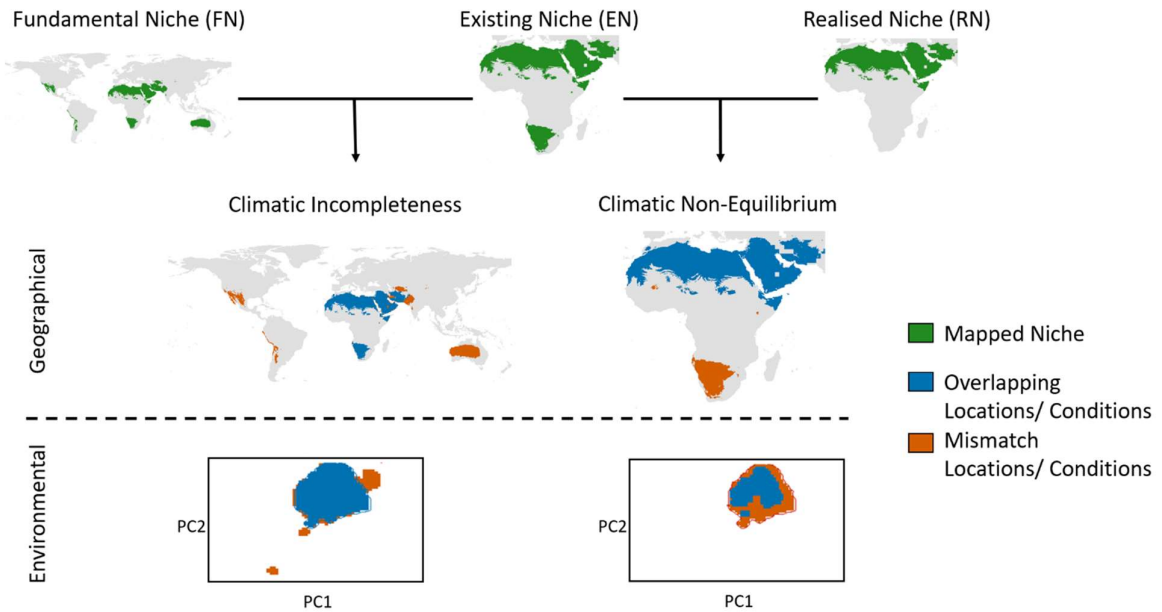 Fundamental Niche (FN)
Existing Niche (EN)
Realised Niche (RN)
Climatic Incompleteness
Climatic Non-Equilibrium
Geographical
Mapped Niche
Overlapping
Locations/ Conditions
Mismatch
Locations/ Conditions
Environmental
PC2
PC1
PC2
PC1